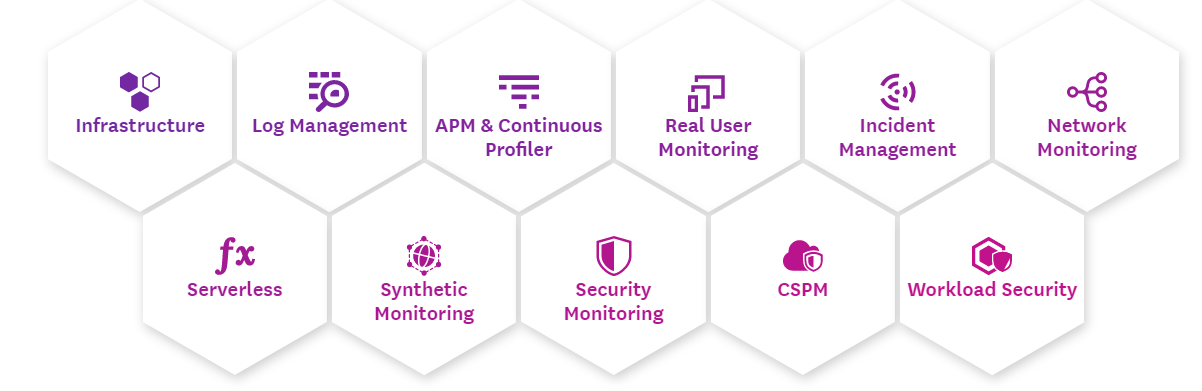 Infrastructure
Log Management
APM & Continuous
Profiler
Real User
Monitoring
Incident
Management
Network
Monitoring
Serverless
Synthetic
Monitoring
Security
Monitoring
CSPM
Workload Security